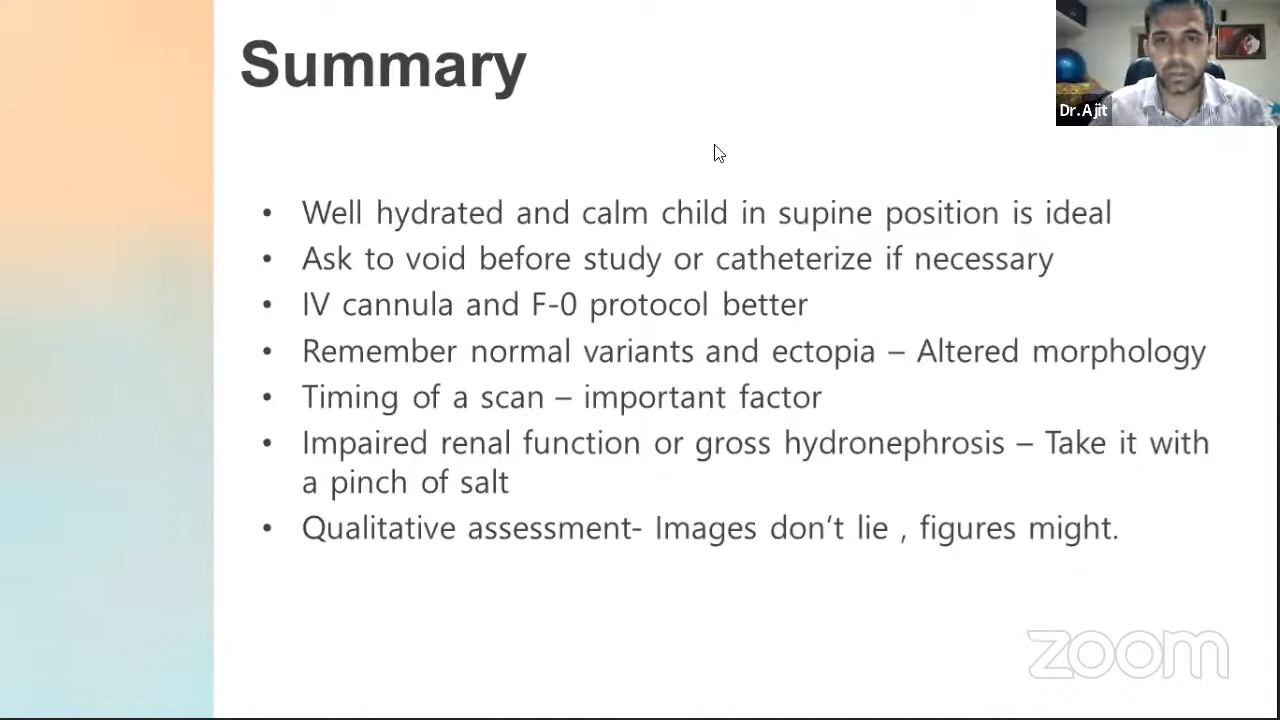 Summary
Dr.Ajit
• Well hydrated and calm child in supine position is ideal
• Ask to void before study or catheterize if necessary
• IV cannula and F-0 protocol better
• Remember normal variants and ectopia – Altered morphology
• Timing of a scan – important factor
• Impaired renal function or gross hydronephrosis – Take it with
a pinch of salt
• Qualitative assessment- Images don’t lie , figures might.
zoom